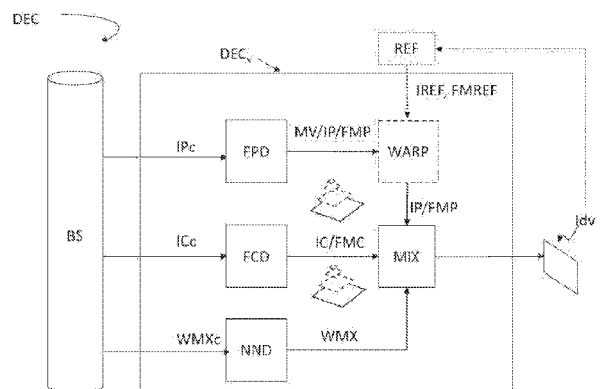 DEC
REF
DEC
IREF, FMREF
IPc
FPD
MV/IP/FMP
WARP
IP/FMP
BS
ICc
FCD
IC/FMC
MIX
Idv
WMXc
NND
WMX